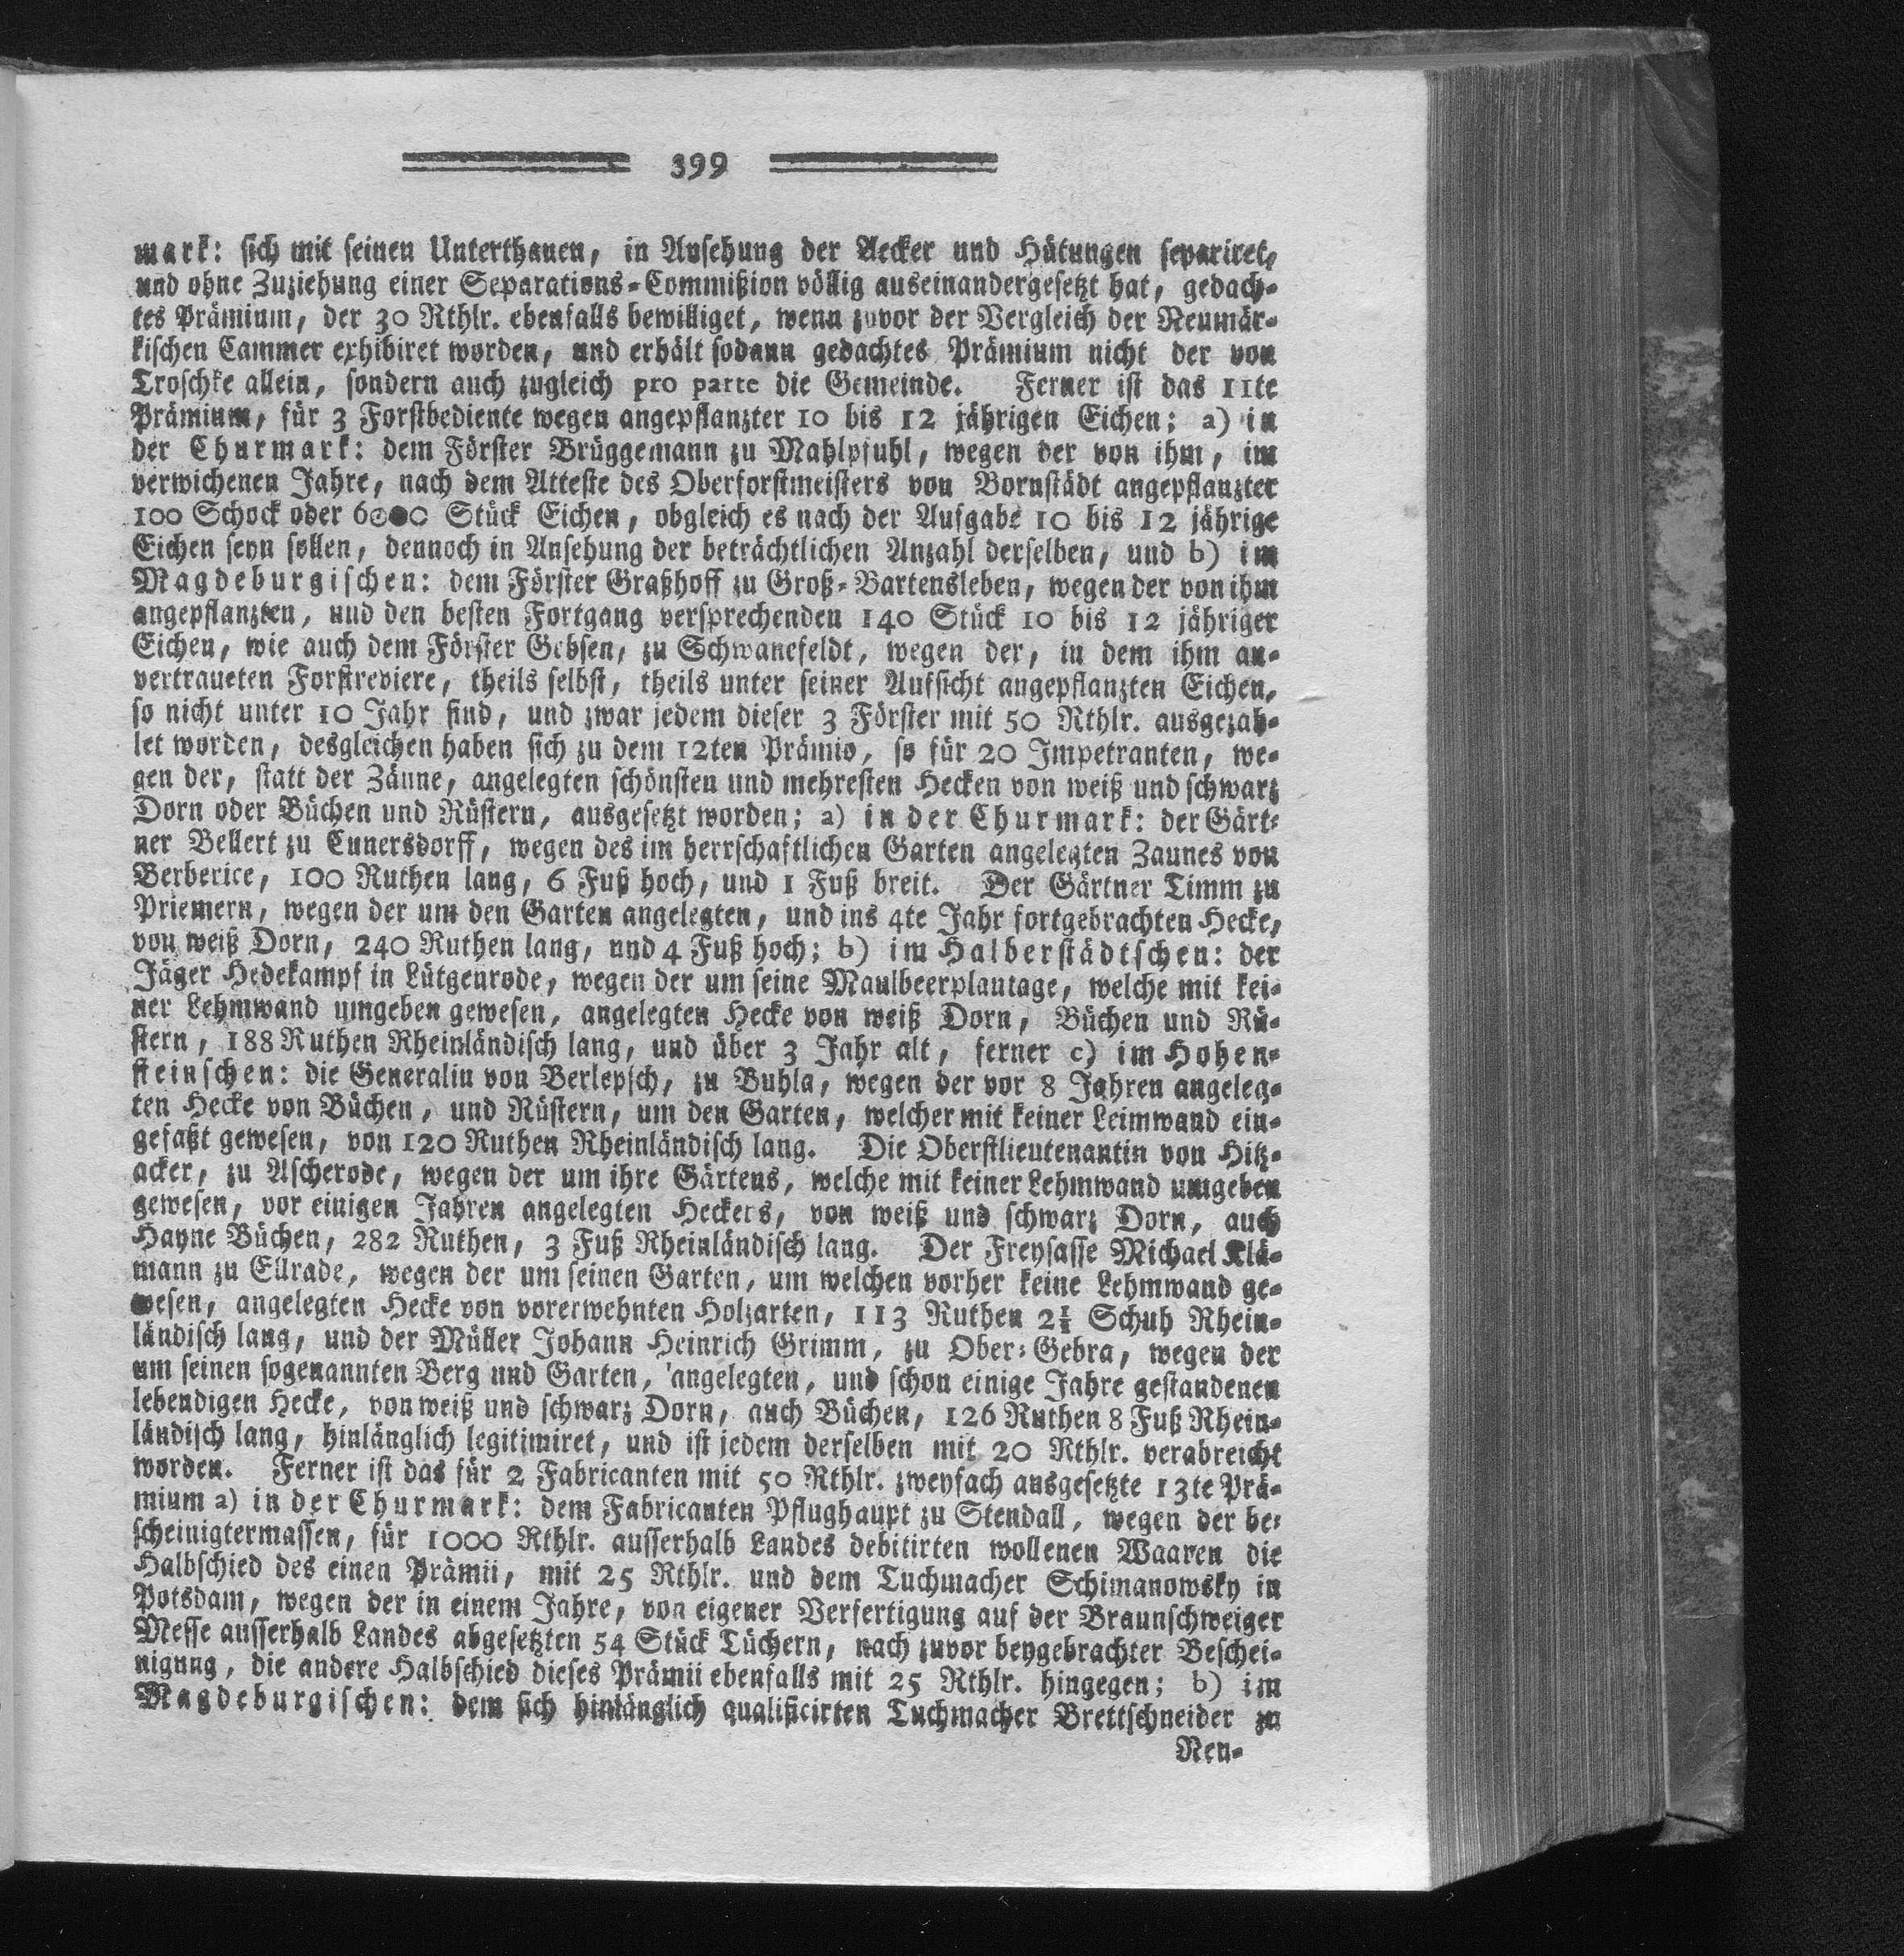 399
mark: sich mit seinen Unterthanen, in Ansehung der Aecker und Hütungen separiret,
und ohne Zuziehung einer Separations-Commißion völlig auseinandergesetzt hat, gedach-
tes Prämium, der 30 Rthlr. ebenfalls bewilliget, wenn zuvor der Vergleich der Neumär-
kischen Cammer exhibiret worden, und erhält sodann gedachtes Prämium nicht der von
Troschke allein, sondern auch zugleich pro parte die Gemeinde. Ferner ist das 11te
Prämium, für 3 Forstbediente wegen angepflanzter 10 bis 12 jährigen Eichen; a) in
der Churmark: dem Förster Brüggemann zu Mahlpfuhl, wegen der von ihm, im
verwichenen Jahre, nach dem Atteste des Oberforstmeisters von Bornstädt angepflanzter
100 Schock oder 6000 Stück Eichen, obgleich es nach der Aufgabe 10 bis 12 jährige
Eichen seyn sollen, dennoch in Ansehung der beträchtlichen Anzahl derselben, und b) im
Magdeburgischen: dem Förster Graßhoff zu Groß-Bartensleben, wegen der von ihm
angepflanzten, und den besten Fortgang versprechenden 140 Stück 10 bis 12 jähriger
Eichen, wie auch dem Förster Gebsen, zu Schwanefeldt, wegen der, in dem ihm an-
vertraueten Forstreviere, theils selbst, theils unter seiner Aufsicht angepflanzten Eichen,
so nicht unter 10 Jahr sind, und zwar jedem dieser 3 Förster mit 50 Rthlr. ausgezah-
let worden, desgleichen haben sich zu dem 12ten Prämio, so für 20 Impetranten, we-
gen der, statt der Zäune, angelegten schönsten und mehresten Hecken von weiß und schwarz
Dorn oder Büchen und Rüstern, ausgesetzt worden; a) in der Churmark: der Gärt-
ner Bellert zu Cunersdorff, wegen des im herrschaftlichen Garten angelegten Zaunes von
Berberice, 100 Ruthen lang, 6 Fuß hoch, und 1 Fuß breit. Der Gärtner Timm zu
Priemern, wegen der um den Garten angelegten, und ins 4te Jahr fortgebrachten Hecke,
von weiß Dorn, 240 Ruthen lang, und 4 Fuß hoch; b) im Halberstädtschen: der
Jäger Hedekampf in Lütgenrode, wegen der um seine Maulbeerplantage, welche mit kei-
ner Lehmwand umgeben gewesen, angelegten Hecke von weiß Dorn, Büchen und Rü-
stern, 188 Ruthen Rheinländisch lang, und über 3 Jahr alt, ferner c) im Hohen-
steinschen: die Generalin von Berlepsch, zu Buhla, wegen der vor 8 Jahren angeleg-
ten Hecke von Büchen, und Rüstern, um den Garten, welcher mit keiner Leimwand ein-
gefaßt gewesen, von 120 Ruthen Rheinländisch lang. Die Oberstlieutenantin von Hitz-
acker, zu Ascherode, wegen der um ihre Gärtens, welche mit keiner Lehmwand umgeben
gewesen, vor einigen Jahren angelegten Heckers, von weiß und schwarz Dorn, auch
Hayne Büchen, 282 Ruthen, 3 Fuß Rheinländisch lang. Der Freysasse Michael Klä-
mann zu Ellrade, wegen der um seinen Garten, um welchen vorher keine Lehmwand ge-
wesen, angelegten Hecke von vorerwehnten Holzarten, 113 Ruthen 2½ Schuh Rhein-
ländisch lang, und der Müller Johann Heinrich Grimm, zu Ober-Gebra, wegen der
um seinen sogenannten Berg und Garten, angelegten, und schon einige Jahre gestandenen
lebendigen Hecke, von weiß und schwarz Dorn, auch Büchen, 126 Ruthen 8 Fuß Rhein-
ländisch lang, hinlänglich legitimiret, und ist jedem derselben mit 20 Rthlr. verabreicht
worden. Ferner ist das für 2 Fabricanten mit 50 Rthlr. zweyfach ausgesetzte 13te Prä-
mium a) in der Churmark: dem Fabricanten Pflughaupt zu Stendall, wegen der be-
scheinigtermassen, für 1000 Rthlr. ausserhalb Landes debitirten wollenen Waaren die
Halbschied des einen Prämii, mit 25 Rthlr. und dem Tuchmacher Schimanowsky in
Potsdam, wegen der in einem Jahre, von eigener Verfertigung auf der Braunschweiger
Messe ausserhalb Landes abgesetzten 54 Stück Tüchern, nach zuvor beygebrachter Beschei-
nigung, die andere Halbschied dieses Prämii ebenfalls mit 25 Rthlr. hingegen; b) im
Magdeburgischen: dem sich hinlänglich qualificirten Tuchmacher Brettschneider zu
Neu-